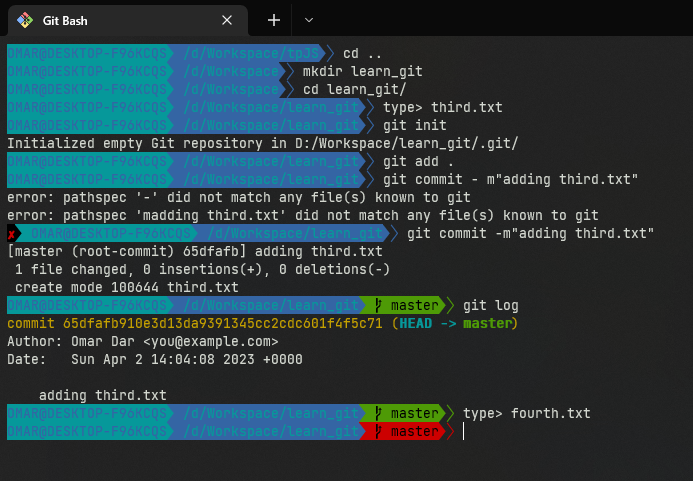 Git Bash
OMAR@DESKTOP-F96KCQS /d/Workspace/tpJS cd ..
OMAR@DESKTOP-F96KCQS /d/Workspace mkdir learn_git
OMAR@DESKTOP-F96KCQS /d/Workspace cd learn_git/
OMAR@DESKTOP-F96KCQS /d/Workspace/learn_git type> third.txt
OMAR@DESKTOP-F96KCQS /d/Workspace/learn_git git init
Initialized empty Git repository in D:/Workspace/learn_git/.git/
OMAR@DESKTOP-F96KCQS /d/Workspace/learn_git git add .
OMAR@DESKTOP-F96KCQS /d/Workspace/learn_git git commit - m"adding third.txt"
error: pathspec '-' did not match any file(s) known to git
error: pathspec 'madding third.txt' did not match any file(s) known to git
✘ OMAR@DESKTOP-F96KCQS /d/Workspace/learn_git git commit -m"adding third.txt"
[master (root-commit) 65dfafb] adding third.txt
1 file changed, 0 insertions(+), 0 deletions(-)
create mode 100644 third.txt
OMAR@DESKTOP-F96KCQS /d/Workspace/learn_git master git log
commit 65dfafb910e3d13da9391345cc2cdc601f4f5c71 (HEAD -> master)
Author: Omar Dar <you@example.com>
Date: Sun Apr 2 14:04:08 2023 +0000
adding third.txt
OMAR@DESKTOP-F96KCQS /d/Workspace/learn_git master type> fourth.txt
OMAR@DESKTOP-F96KCQS /d/Workspace/learn_git master